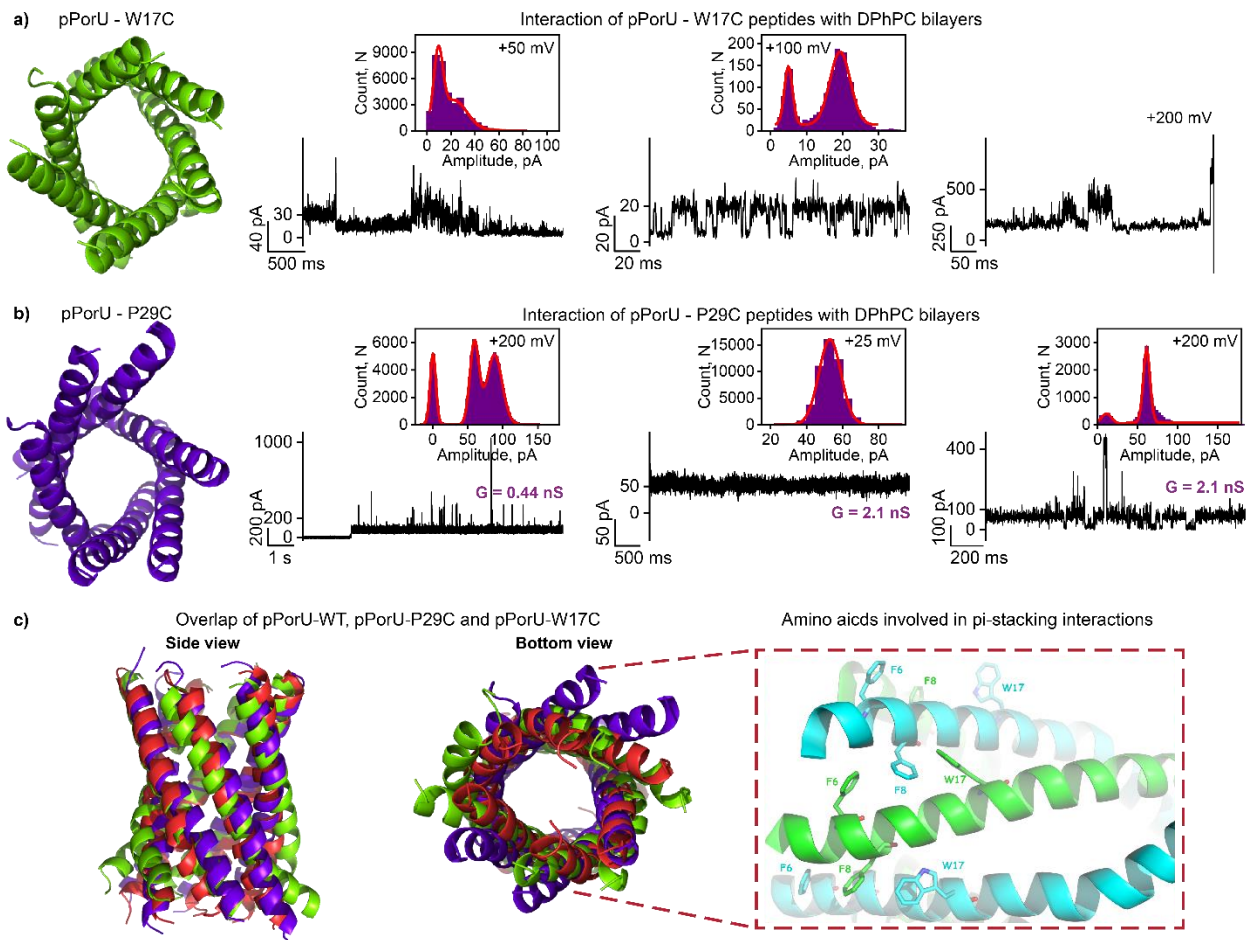 a) pPorU - W17C
Interaction of pPorU - W17C peptides with DPhPC bilayers
+50 mV
Count, N
9000
6000
3000
0
0 20 40 60 80 100
Amplitude, pA
30
0
40 pA
500 ms
+100 mV
Count, N
200
150
100
50
0
0 10 20 30
Amplitude, pA
20
0
20 pA
20 ms
+200 mV
500
0
250 pA
50 ms
b) pPorU - P29C
Interaction of pPorU - P29C peptides with DPhPC bilayers
+200 mV
Count, N
6000
4000
2000
0
0 50 100 150
Amplitude, pA
1000
200
0
200 pA
1 s
G = 0.44 nS
+25 mV
Count, N
15000
10000
5000
0
20 40 60 80
Amplitude, pA
50
0
50 pA
500 ms
G = 2.1 nS
+200 mV
Count, N
3000
2000
1000
0
0 50 100 150
Amplitude, pA
400
100
0
100 pA
200 ms
G = 2.1 nS
c) Overlap of pPorU-WT, pPorU-P29C and pPorU-W17C
Side view
Bottom view
Amino aicds involved in pi-stacking interactions
F6
F8
W17
F8
W17
F6
F6
F8
W17